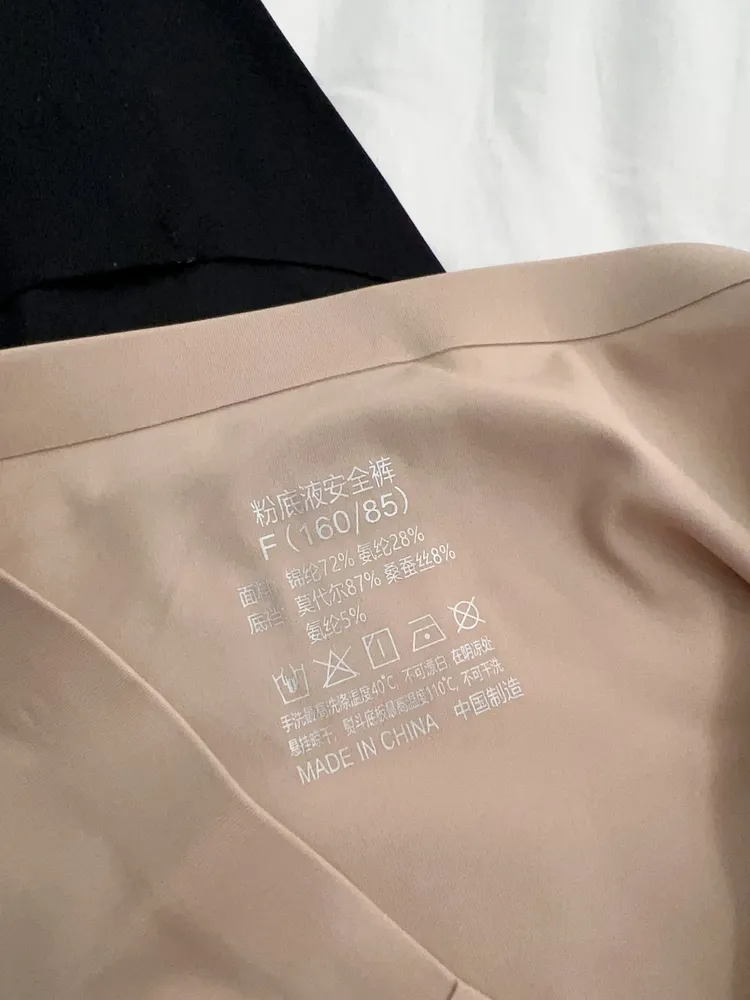 粉底液安全裤
F(160/85)
面料:锦纶72% 氨纶28%
底裆:莫代尔87% 桑蚕丝8%
氨纶5%
手洗最高洗涤温度40℃, 不可漂白 在阴凉处
悬挂晾干, 熨斗底板最高温度110℃, 不可干洗
MADE IN CHINA 中国制造